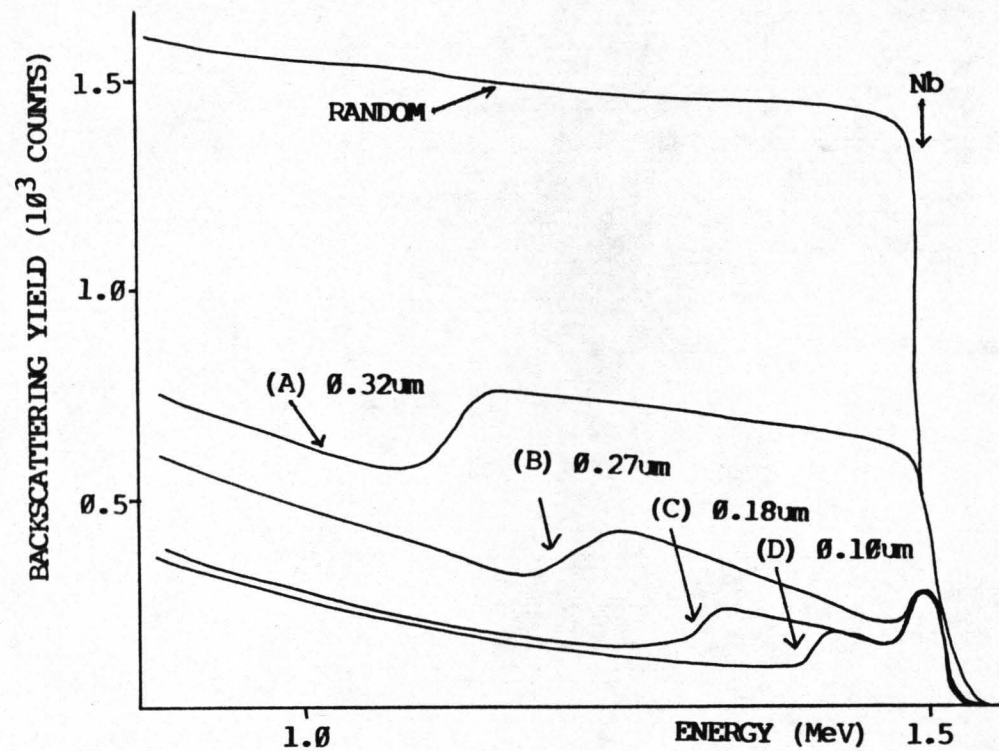 BACKSCATTERING YIELD (10³ COUNTS)
1.5
1.0
0.5
RANDOM
Nb
(A) 0.32um
(B) 0.27um
(C) 0.18um
(D) 0.10um
1.0
ENERGY (MeV)
1.5